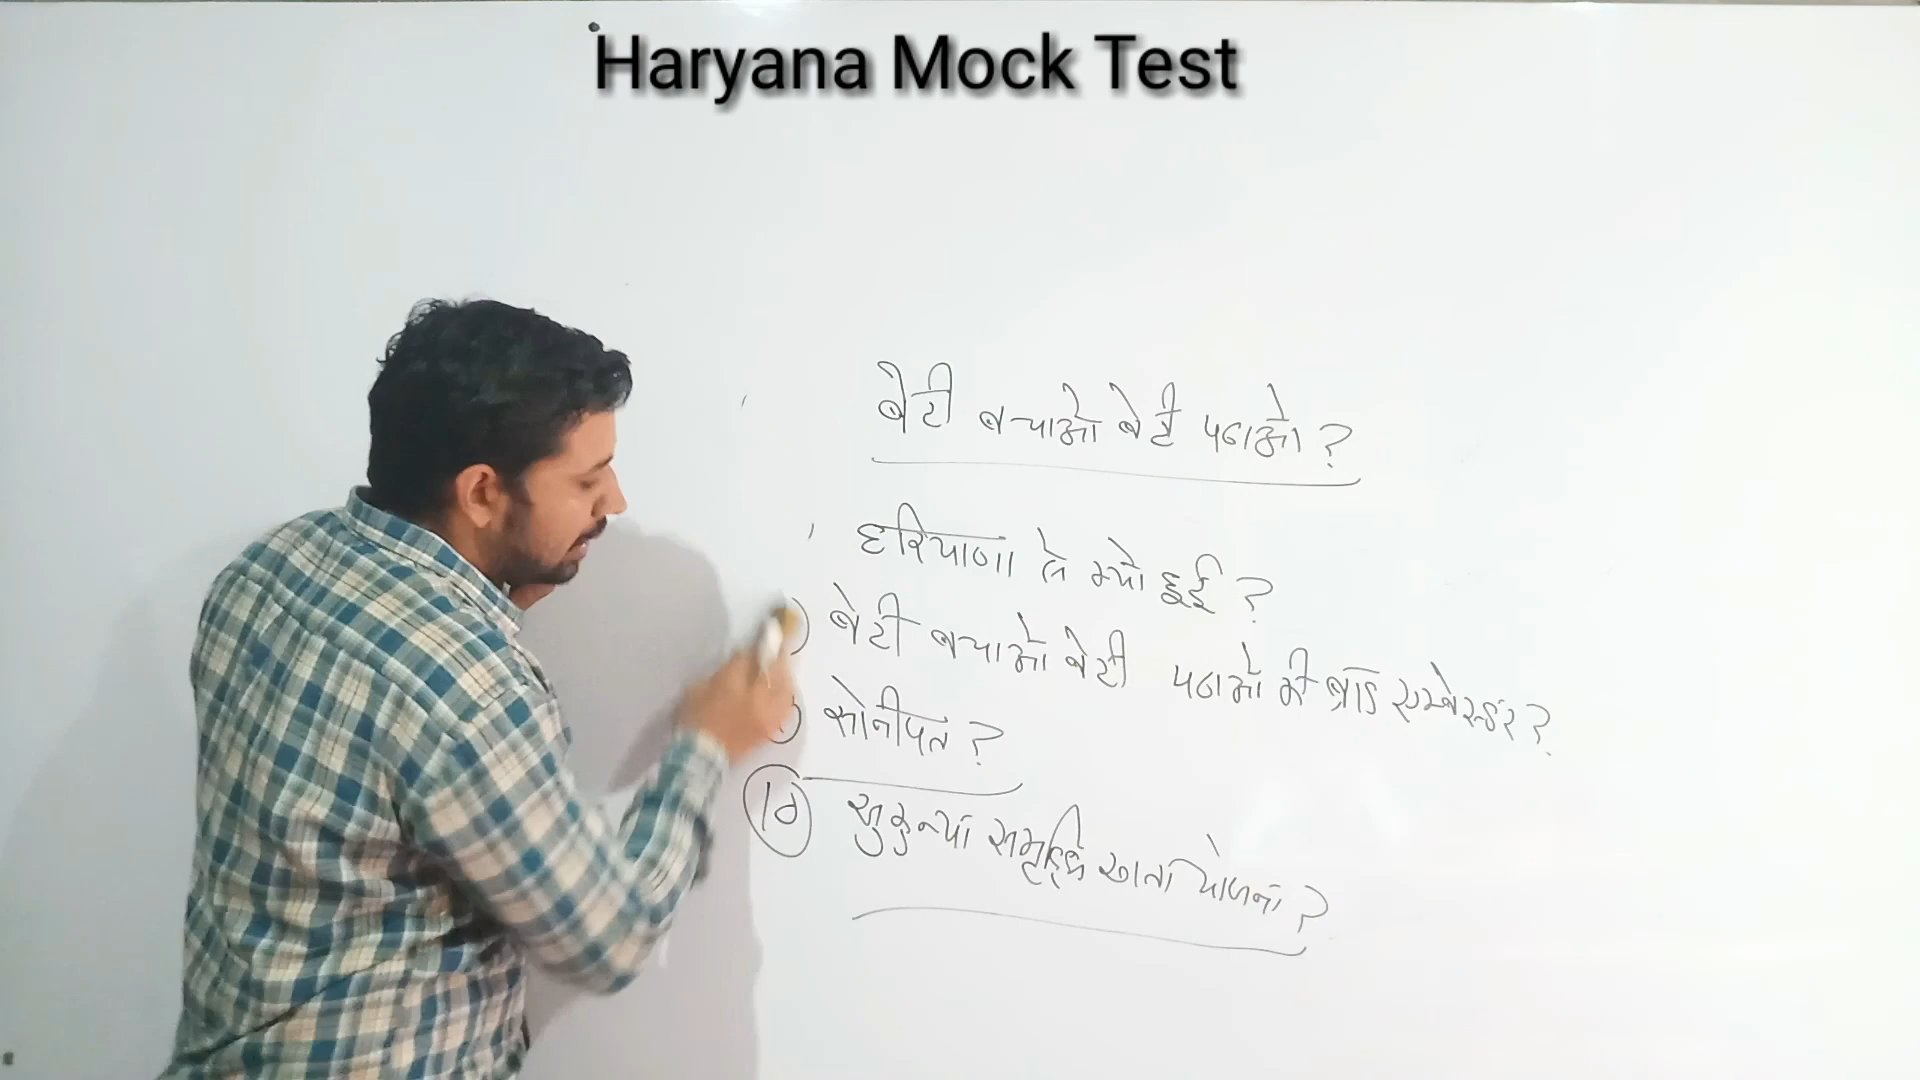 Haryana Mock Test
बेटी बचाओ बेटी पढाओ ?
हरियाणा से क्यों हुई ?
बेटी बचाओ बेटी पढाओ की ब्रांड एम्बेसडर ?
सोनीपत ?
10 सुकन्या समृद्धि खाता योजना ?